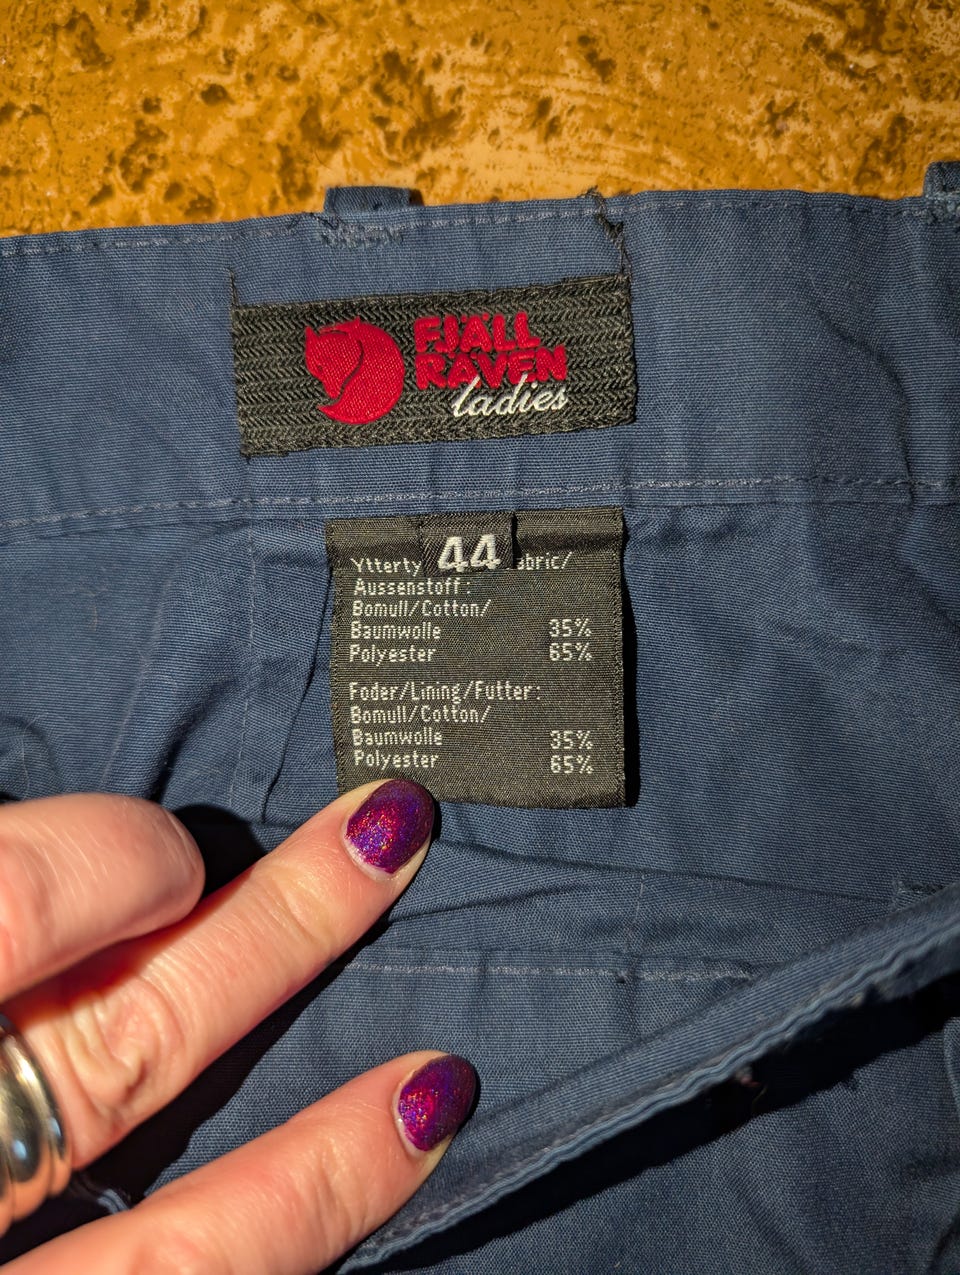 FJÄLL
RÄVEN
ladies
44
Ytterty abric/
Aussenstoff:
Bomull/Cotton/
Baumwolle 35%
Polyester 65%
Foder/Lining/Futter:
Bomull/Cotton/
Baumwolle 35%
Polyester 65%